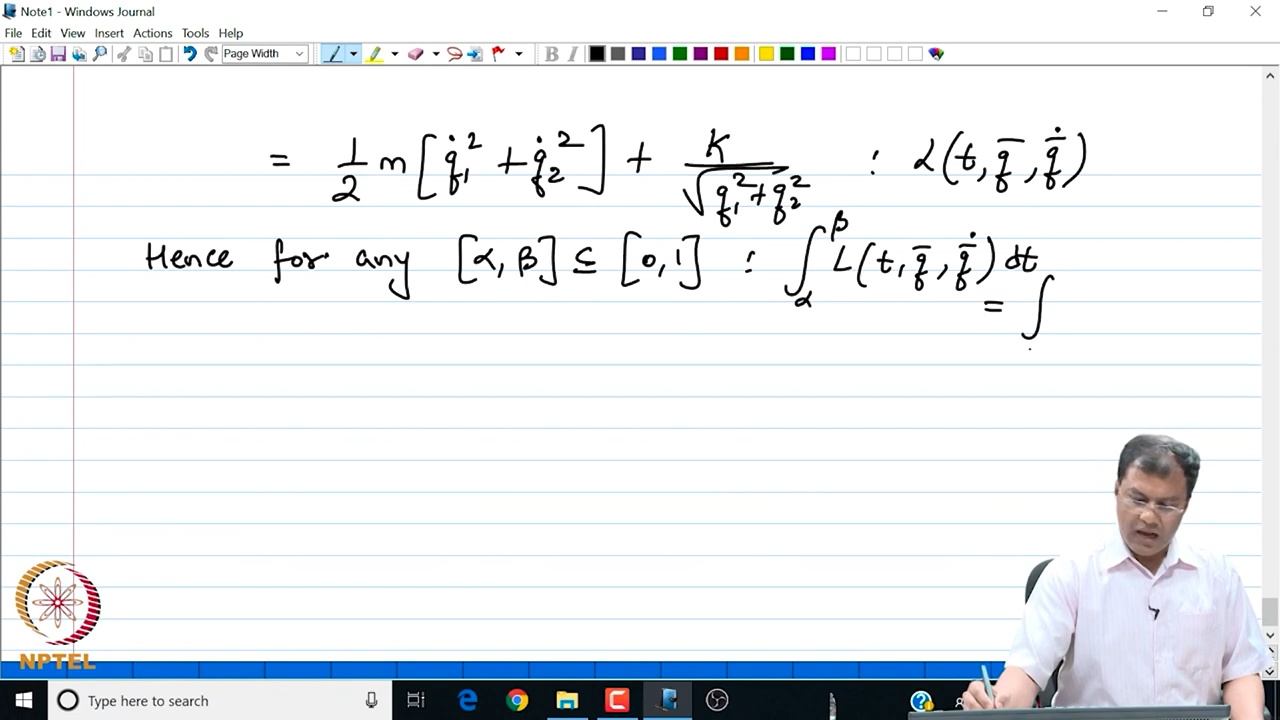 Note1 - Windows Journal
File Edit View Insert Actions Tools Help
Page Width B I
= 1/2 m [q̇₁² + q̇₂²] + K/√(q₁² + q₂²) : L(t, q̄, q̄̇)
Hence for any [α, β] ⊆ [0, 1] : ∫_α^β L(t, q̄, q̄̇) dt
= ∫
NPTEL
Type here to search